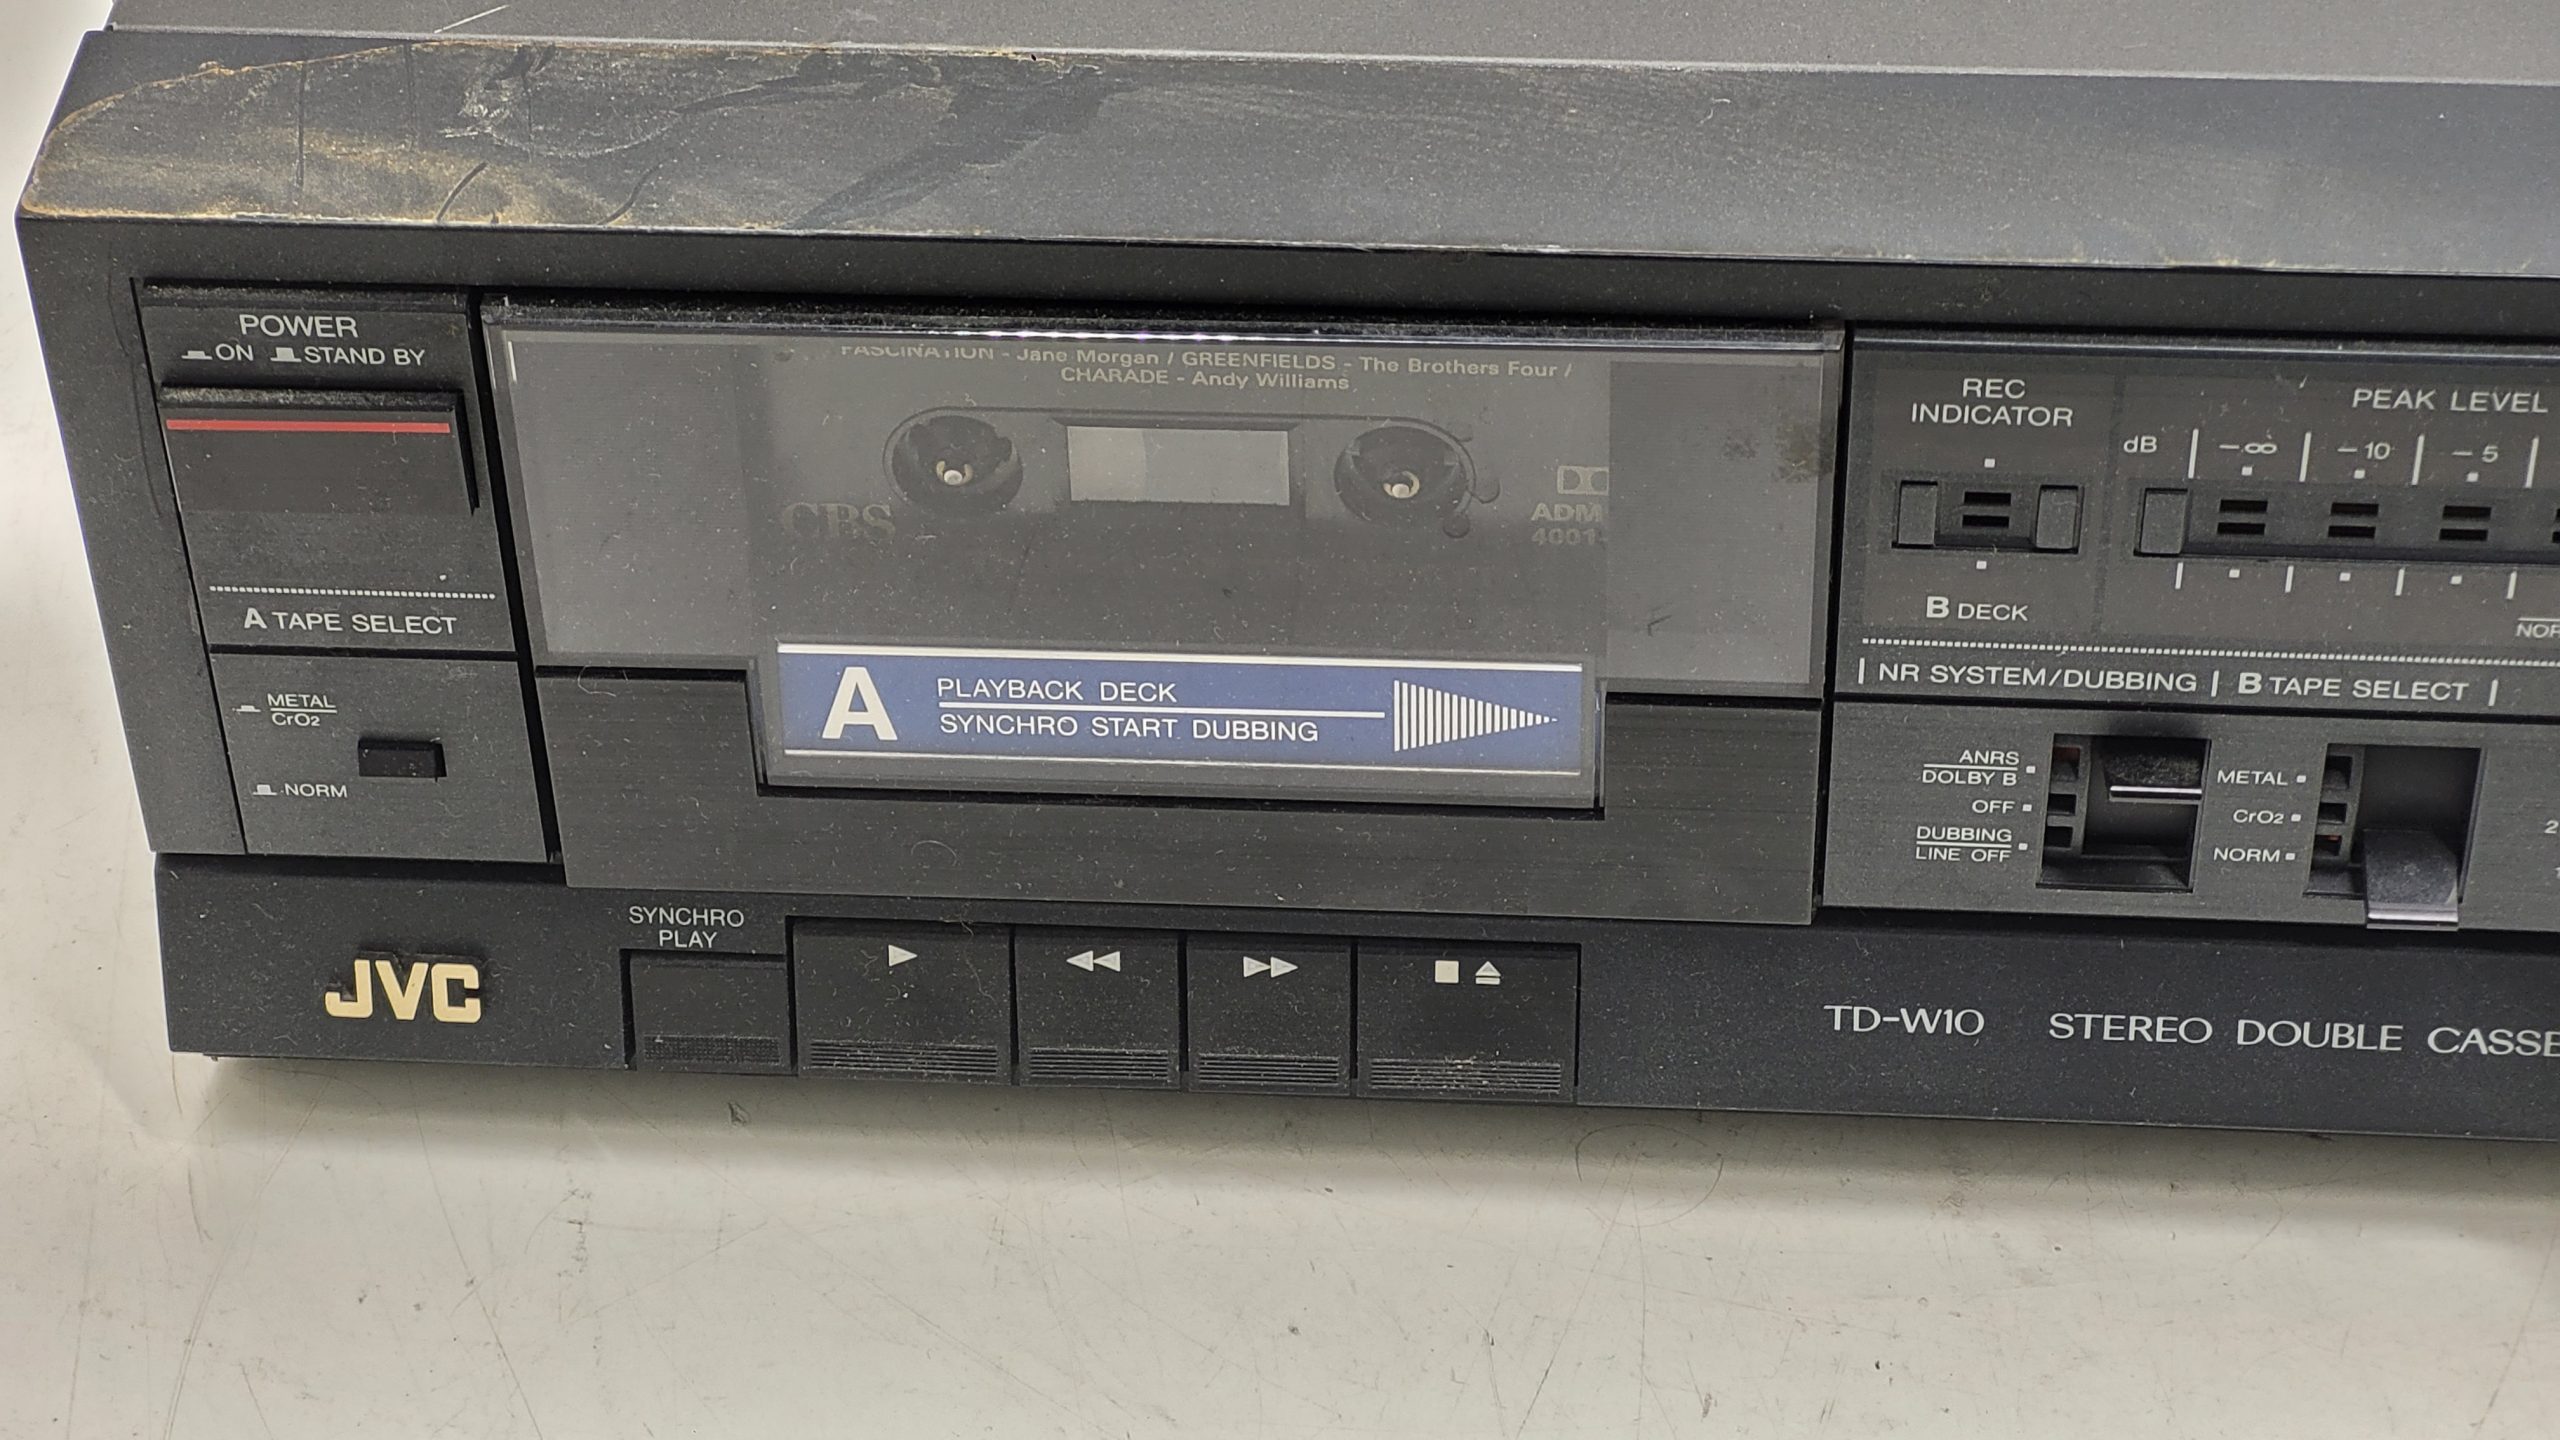 POWER
ON STAND BY
A TAPE SELECT
METAL
CrO2
NORM
FASCINATION - Jane Morgan / GREENFIELDS - The Brothers Four /
CHARADE - Andy Williams
CBS
ADM
4001-
A
PLAYBACK DECK
SYNCHRO START DUBBING
REC
INDICATOR
B DECK
PEAK LEVEL
dB -∞ -10 -5
NR SYSTEM/DUBBING B TAPE SELECT
ANRS
DOLBY B
OFF
DUBBING
LINE OFF
METAL
CrO2
NORM
SYNCHRO
PLAY
JVC
TD-W10 STEREO DOUBLE CASSE